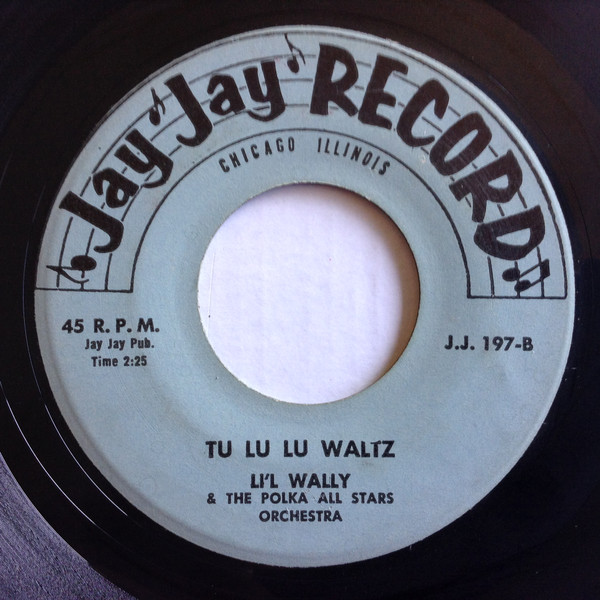 Jay Jay RECORD
CHICAGO ILLINOIS
45 R. P. M.
Jay Jay Pub.
Time 2:25
J.J. 197-B
TU LU LU WALTZ
LI'L WALLY
& THE POLKA ALL STARS
ORCHESTRA